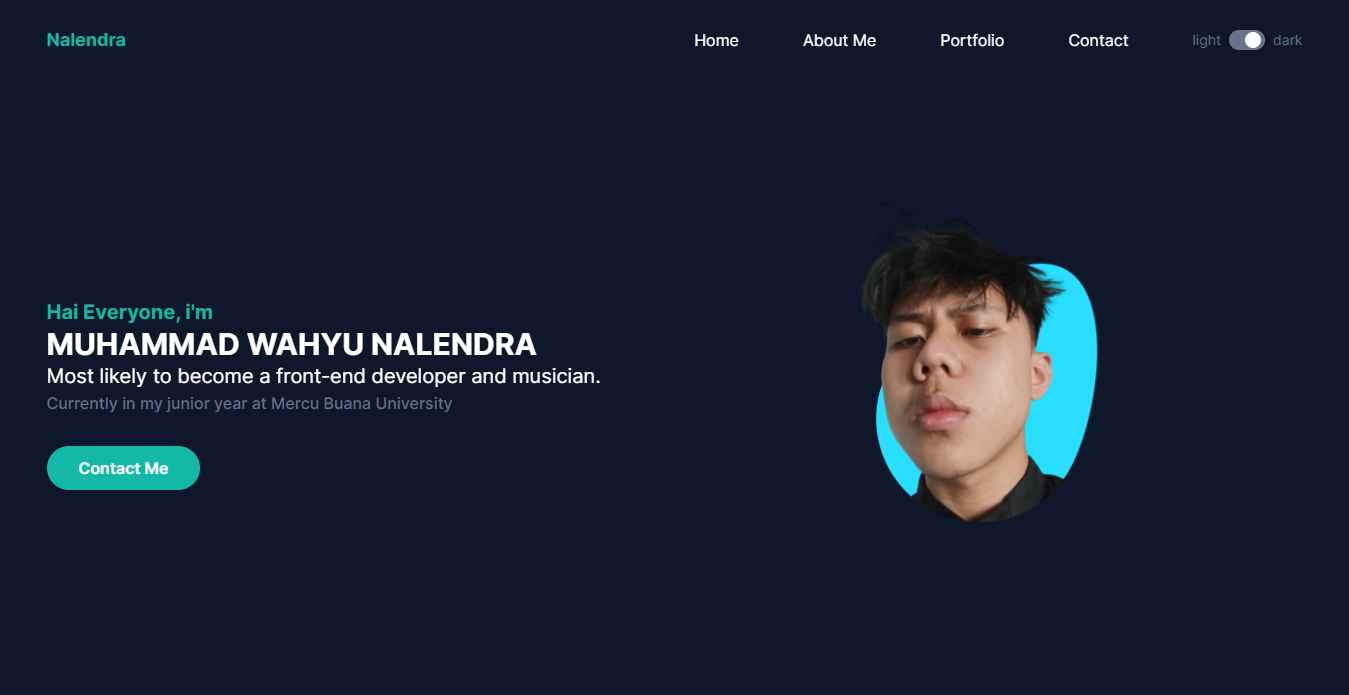 Nalendra
Home About Me Portfolio Contact light dark
Hai Everyone, i'm
MUHAMMAD WAHYU NALENDRA
Most likely to become a front-end developer and musician.
Currently in my junior year at Mercu Buana University
Contact Me